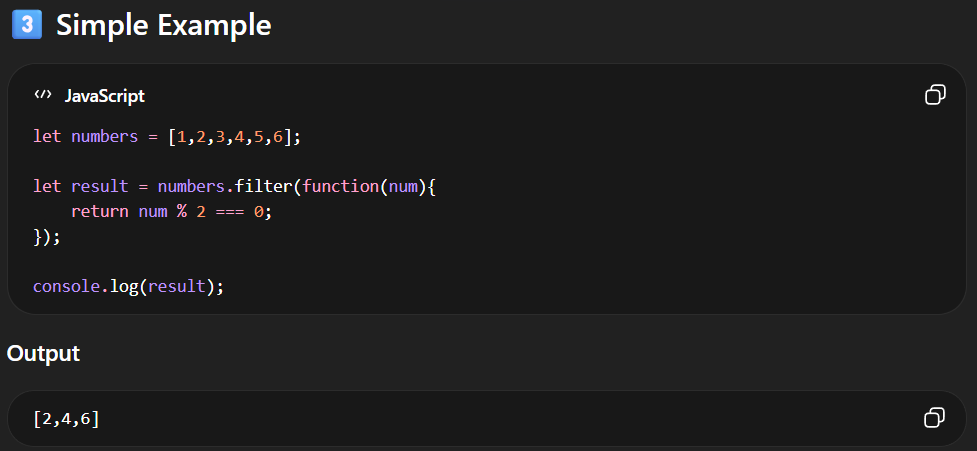 3 Simple Example
</> JavaScript
let numbers = [1,2,3,4,5,6];
let result = numbers.filter(function(num){
    return num % 2 === 0;
});
console.log(result);
Output
[2,4,6]